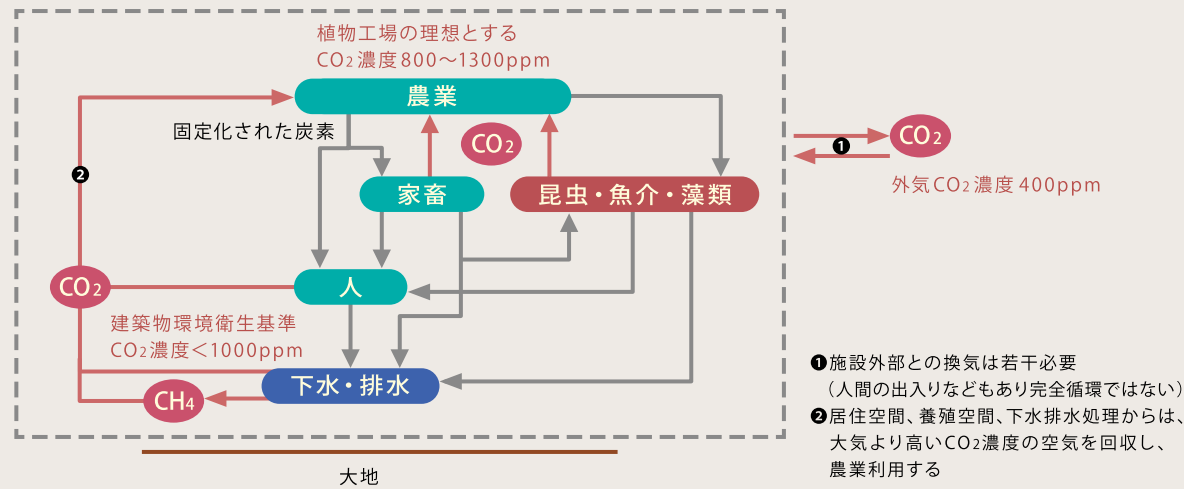 植物工場の理想とする
CO2濃度800～1300ppm
農業
固定化された炭素
CO2
CO2
❶
外気CO2濃度400ppm
❷
家畜
昆虫・魚介・藻類
CO2
人
建築物環境衛生基準
CO2濃度＜1000ppm
下水・排水
CH4
大地
❶施設外部との換気は若干必要
（人間の出入りなどもあり完全循環ではない）
❷居住空間、養殖空間、下水排水処理からは、
大気より高いCO2濃度の空気を回収し、
農業利用する